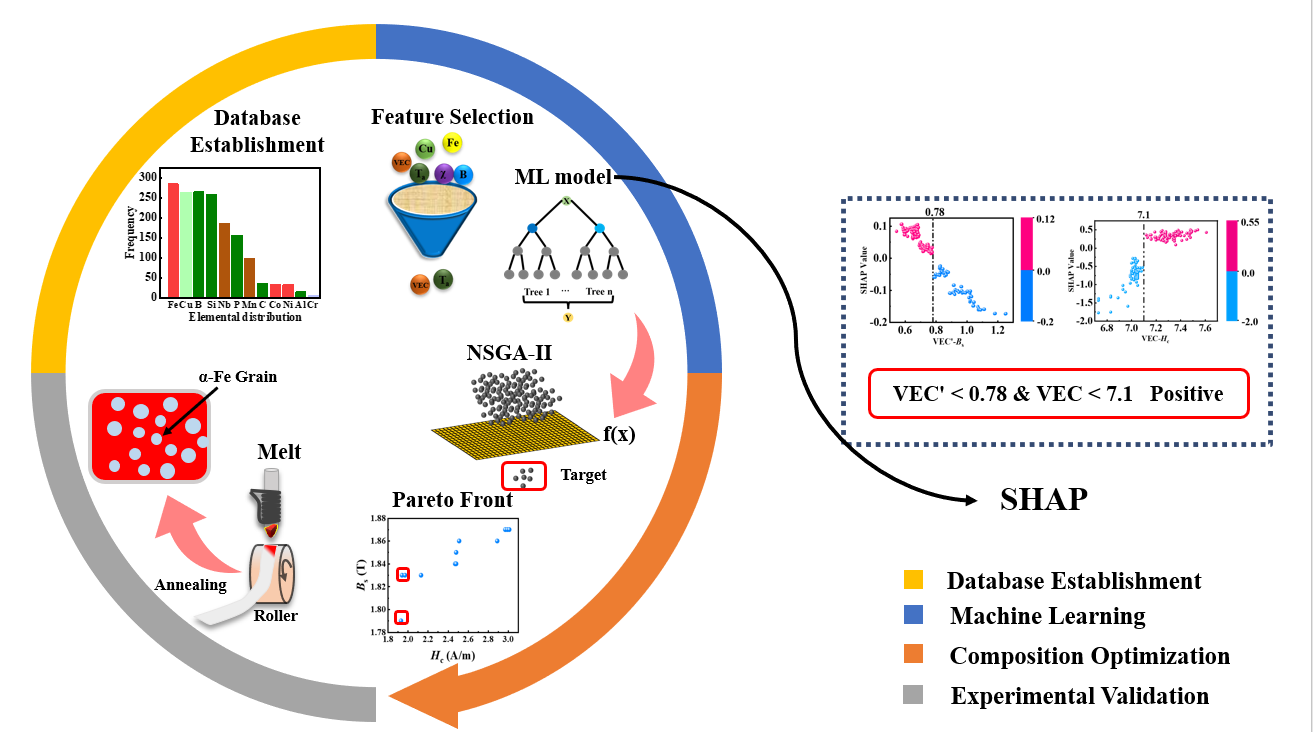 Database
Establishment
300
250
200
150
100
50
0
Frequency
Fe Cu B Si Nb P Mn C Co Ni Al Cr
Elemental distribution
Feature Selection
Cu
Fe
VEC
χ
B
VEC
ML model
X
Tree 1 ... Tree n
Y
NSGA-II
f(x)
Target
Pareto Front
1.88
1.86
1.84
1.82
1.80
1.78
Bs (T)
1.8 2.0 2.2 2.4 2.6 2.8 3.0
Hc (A/m)
α-Fe Grain
Melt
Annealing
Roller
0.78
0.1
0.0
-0.1
-0.2
SHAP Value
0.6 0.8 1.0 1.2
VEC'-Bs
0.12
0.0
-0.2
7.1
0.5
0.0
-0.5
-1.0
-1.5
-2.0
SHAP Value
6.8 7.0 7.2 7.4 7.6
VEC-Hc
0.55
0.0
-2.0
VEC' < 0.78 & VEC < 7.1 Positive
SHAP
Database Establishment
Machine Learning
Composition Optimization
Experimental Validation